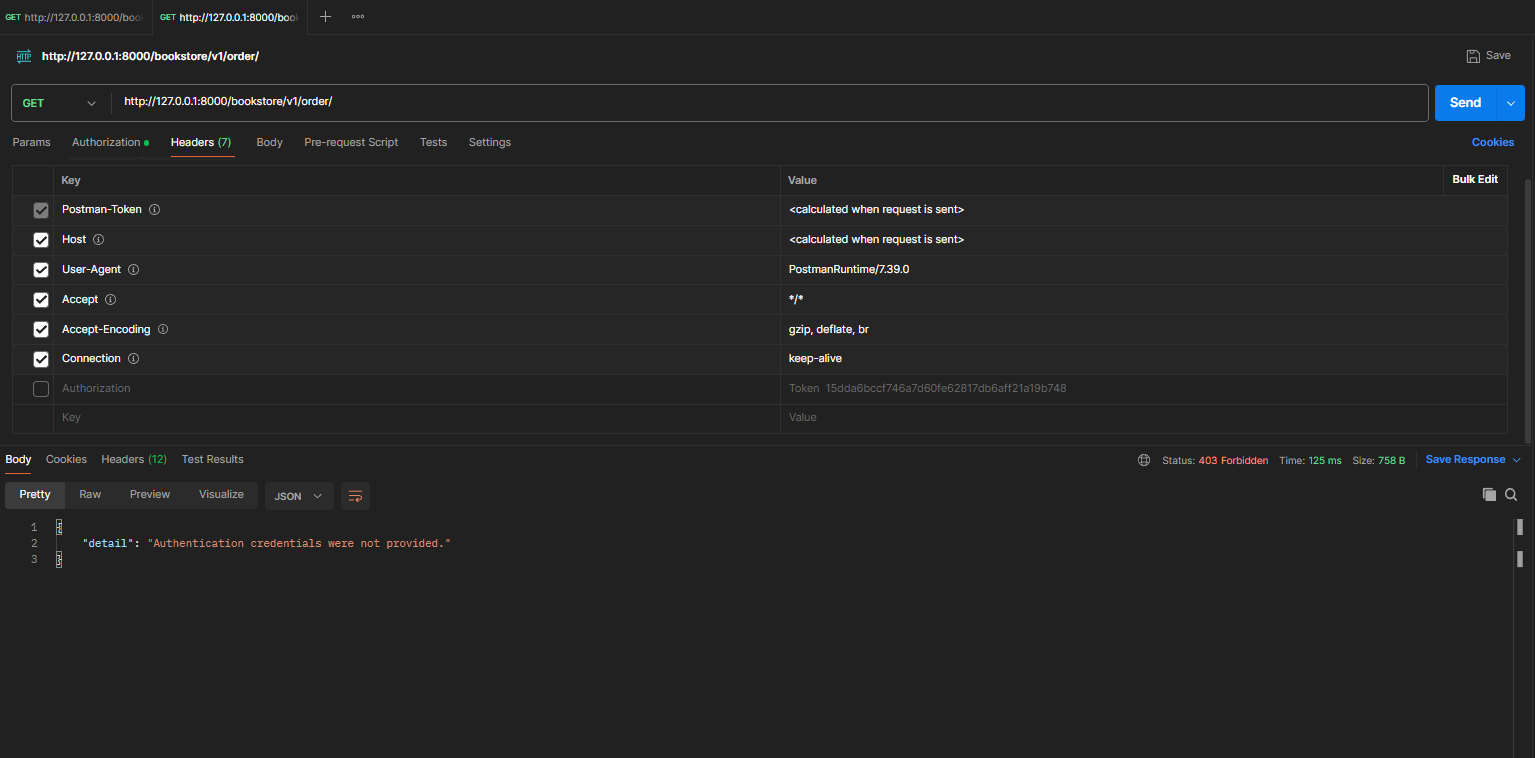 GET http://127.0.0.1:8000/boo GET http://127.0.0.1:8000/boo
HTTP http://127.0.0.1:8000/bookstore/v1/order/ Save
GET http://127.0.0.1:8000/bookstore/v1/order/ Send
Params Authorization Headers (7) Body Pre-request Script Tests Settings Cookies
Key Value Bulk Edit
Postman-Token <calculated when request is sent>
Host <calculated when request is sent>
User-Agent PostmanRuntime/7.39.0
Accept */*
Accept-Encoding gzip, deflate, br
Connection keep-alive
Authorization Token 15dda6bccf746a7d60fe62817db6aff21a19b748
Key Value
Body Cookies Headers (12) Test Results Status: 403 Forbidden Time: 125 ms Size: 758 B Save Response
Pretty Raw Preview Visualize JSON
1 {
2 "detail": "Authentication credentials were not provided."
3 }